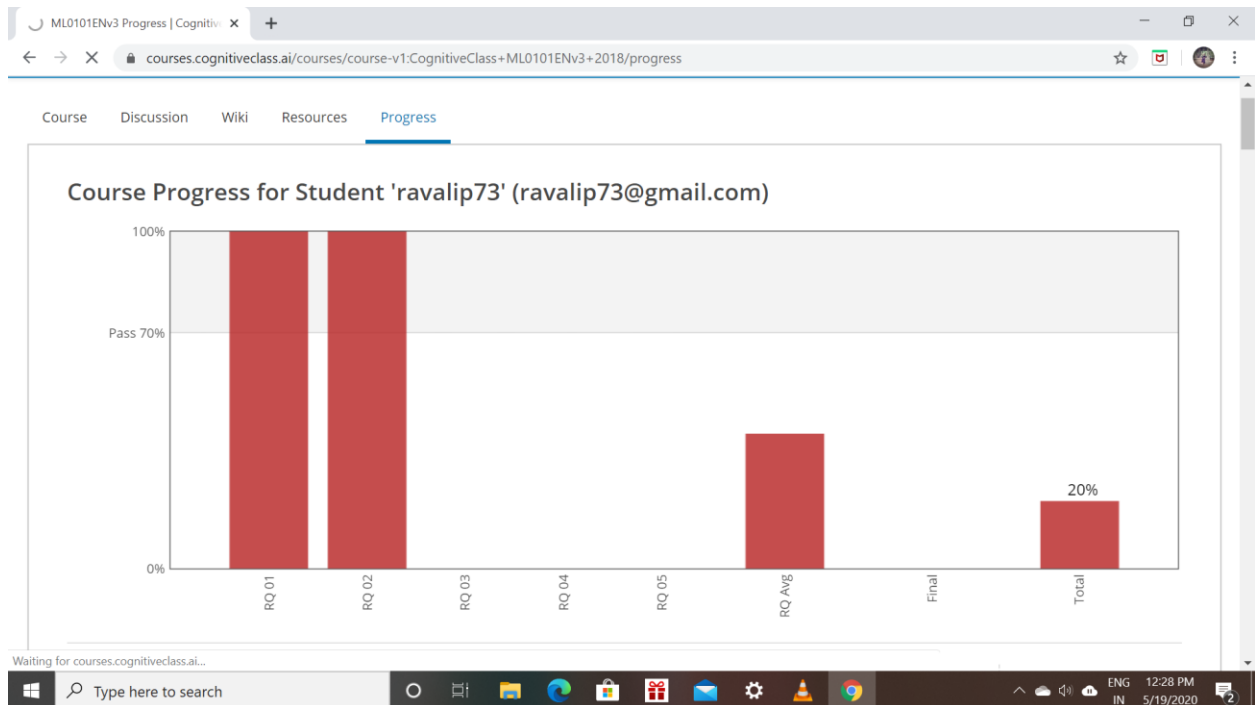 ML0101ENv3 Progress | Cognitiv
courses.cognitiveclass.ai/courses/course-v1:CognitiveClass+ML0101ENv3+2018/progress
Course Discussion Wiki Resources Progress
Course Progress for Student 'ravalip73' (ravalip73@gmail.com)
100%
Pass 70%
20%
0%
RQ 01 RQ 02 RQ 03 RQ 04 RQ 05 RQ Avg Final Total
Waiting for courses.cognitiveclass.ai...
Type here to search
ENG 12:28 PM
IN 5/19/2020 2